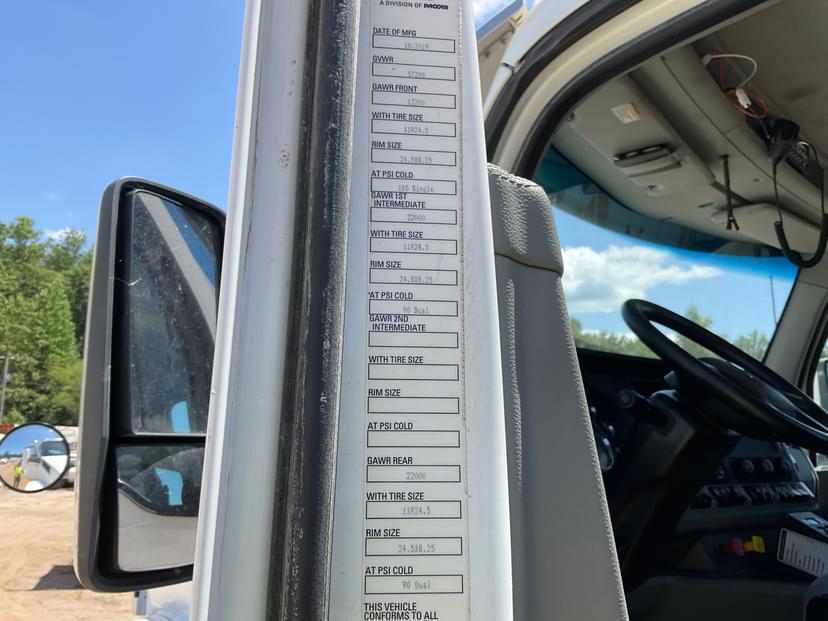 A DIVISION OF PACCAR
DATE OF MFG
10/2019
GVWR
57200
GAWR FRONT
13200
WITH TIRE SIZE
11R24.5
RIM SIZE
24.5X8.25
AT PSI COLD
105 Single
GAWR 1ST
INTERMEDIATE
22000
WITH TIRE SIZE
11R24.5
RIM SIZE
24.5X8.25
AT PSI COLD
90 Dual
GAWR 2ND
INTERMEDIATE
WITH TIRE SIZE
RIM SIZE
AT PSI COLD
GAWR REAR
22000
WITH TIRE SIZE
11R24.5
RIM SIZE
24.5X8.25
AT PSI COLD
90 Dual
THIS VEHICLE
CONFORMS TO ALL